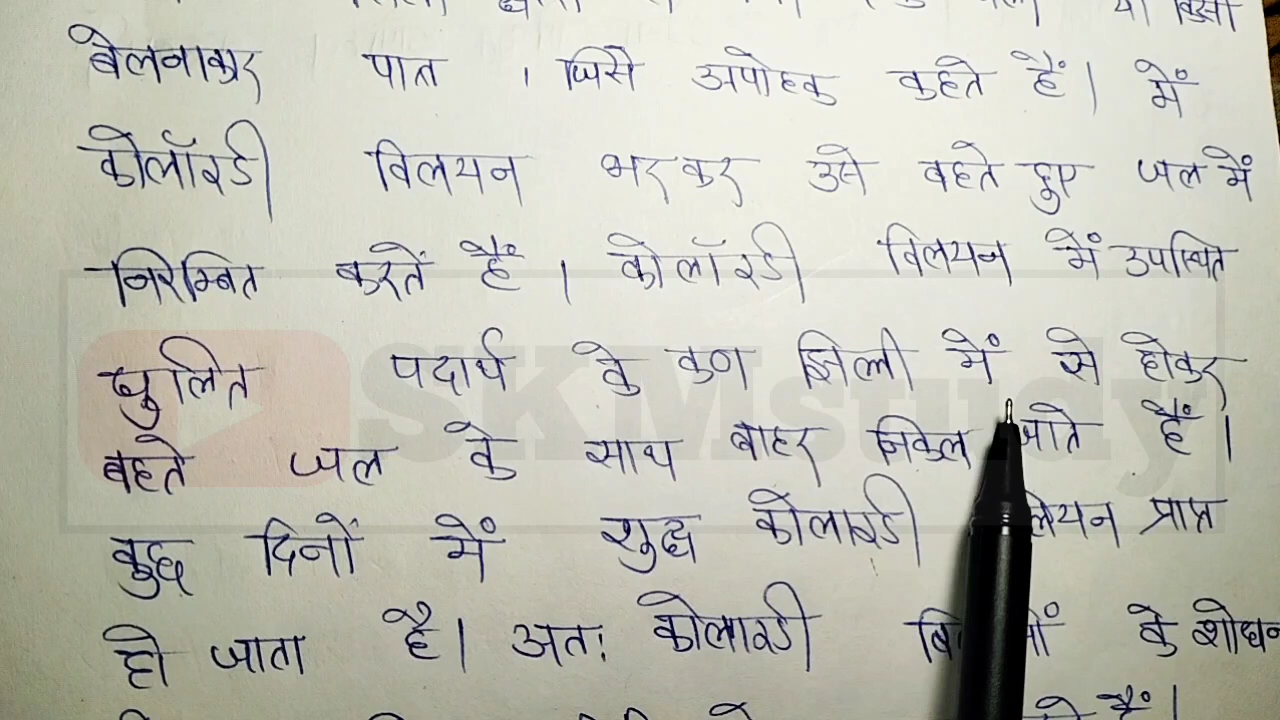 या किसी
बेलनाकार पात्र , जिसे अपोहक कहते हैं। में
कोलॉइडी विलयन भरकर उसे बहते हुए जल में
निलम्बित करतें हैं। कोलॉइडी विलयन में उपस्थित
घुलित पदार्थ के कण झिली में से होकर
बहते जल के साथ बाहर निकल जाते हैं।
कुछ दिनों में शुद्ध कोलाइडी लयन प्राप्त
हो जाता है। अतः कोलाइडी के शोधन
हैं।
SKMstudy